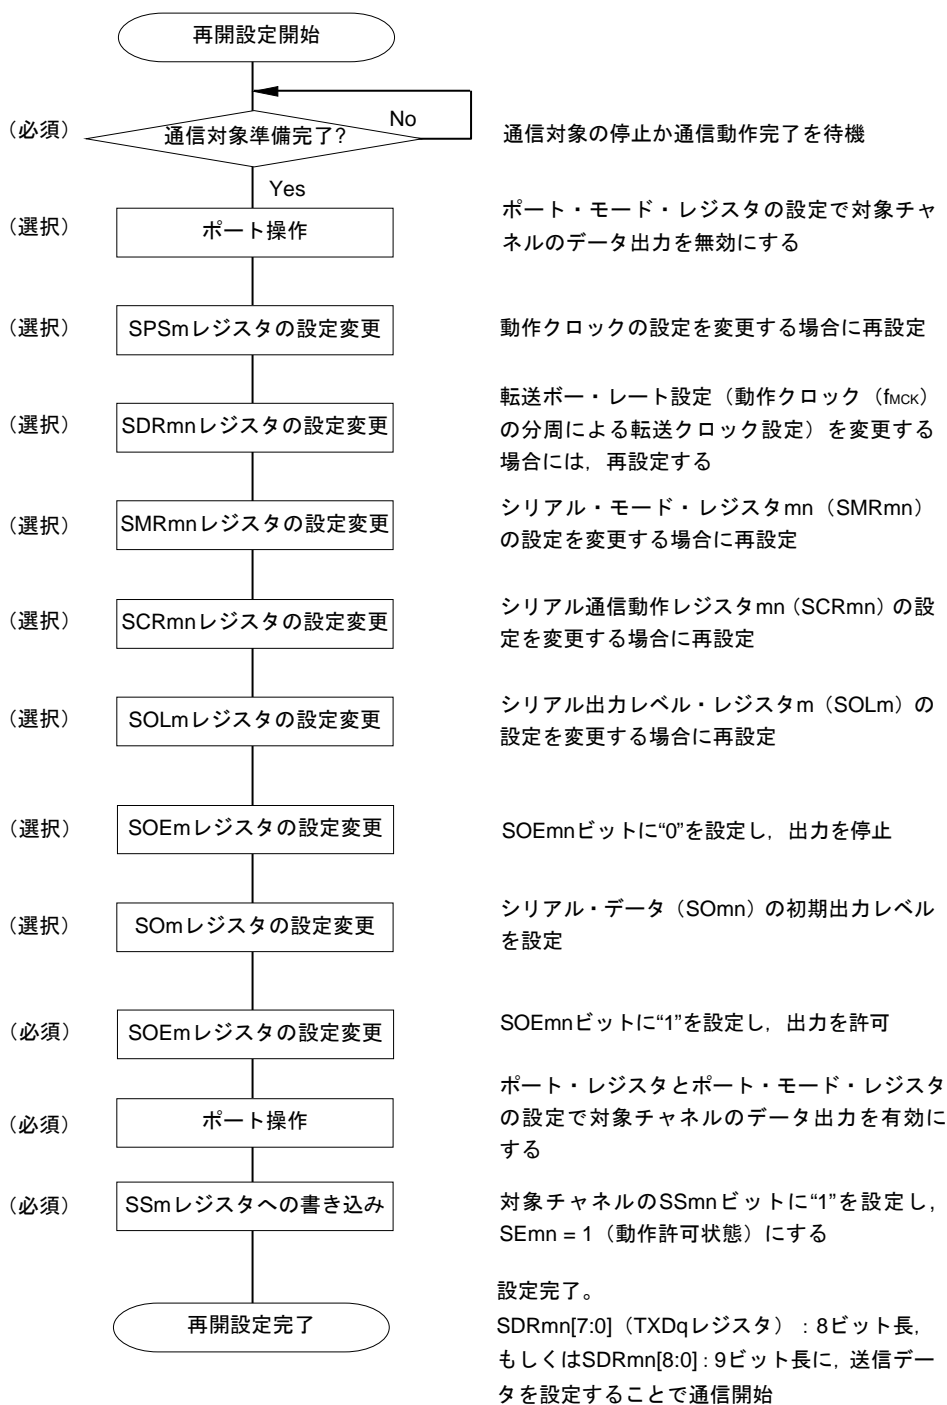 再開設定開始
No
（必須）
通信対象準備完了?
通信対象の停止か通信動作完了を待機
Yes
（選択）
ポート操作
ポート・モード・レジスタの設定で対象チャ
ネルのデータ出力を無効にする
（選択）
SPSmレジスタの設定変更
動作クロックの設定を変更する場合に再設定
（選択）
SDRmnレジスタの設定変更
転送ボー・レート設定（動作クロック（fMCK）
の分周による転送クロック設定）を変更する
場合には，再設定する
（選択）
SMRmnレジスタの設定変更
シリアル・モード・レジスタmn（SMRmn）
の設定を変更する場合に再設定
（選択）
SCRmnレジスタの設定変更
シリアル通信動作レジスタmn（SCRmn）の設
定を変更する場合に再設定
（選択）
SOLmレジスタの設定変更
シリアル出力レベル・レジスタm（SOLm）の
設定を変更する場合に再設定
（選択）
SOEmレジスタの設定変更
SOEmnビットに“0”を設定し，出力を停止
（選択）
SOmレジスタの設定変更
シリアル・データ（SOmn）の初期出力レベル
を設定
（必須）
SOEmレジスタの設定変更
SOEmnビットに“1”を設定し，出力を許可
（必須）
ポート操作
ポート・レジスタとポート・モード・レジスタ
の設定で対象チャネルのデータ出力を有効に
する
（必須）
SSmレジスタへの書き込み
対象チャネルのSSmnビットに“1”を設定し，
SEmn = 1（動作許可状態）にする
再開設定完了
設定完了。
SDRmn[7:0]（TXDqレジスタ）：8ビット長，
もしくはSDRmn[8:0]：9ビット長に，送信デー
タを設定することで通信開始